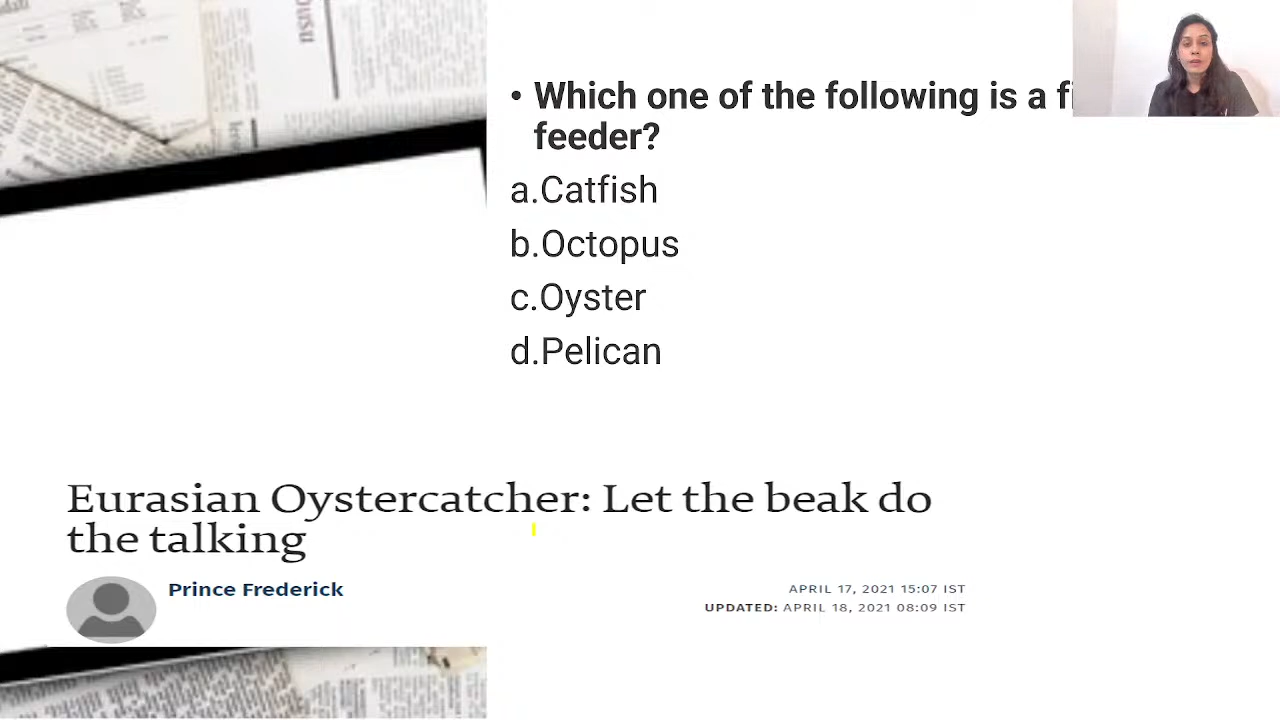 • Which one of the following is a fi
feeder?
a.Catfish
b.Octopus
c.Oyster
d.Pelican
Eurasian Oystercatcher: Let the beak do
the talking
Prince Frederick
APRIL 17, 2021 15:07 IST
UPDATED: APRIL 18, 2021 08:09 IST